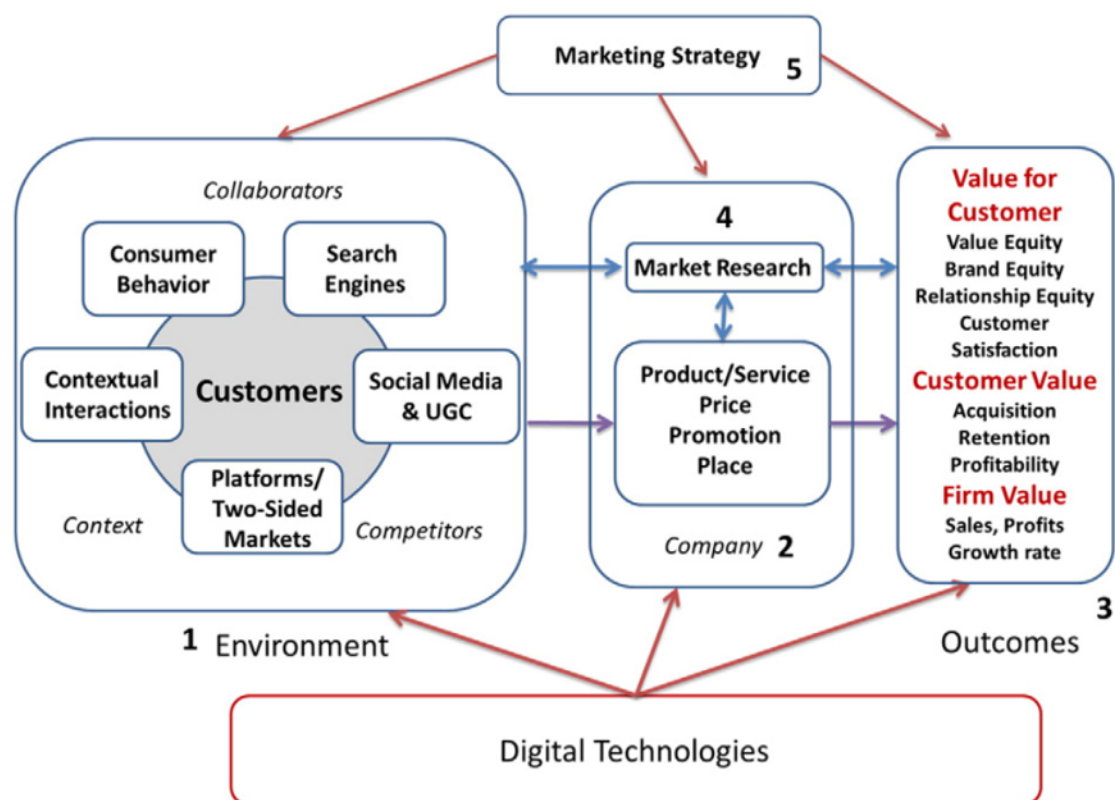 Marketing Strategy
5
Collaborators
Consumer
Behavior
Search
Engines
Contextual
Interactions
Customers
Social Media
& UGC
Platforms/
Two-Sided
Markets
Context
Competitors
1 Environment
4
Market Research
Product/Service
Price
Promotion
Place
Company 2
Value for
Customer
Value Equity
Brand Equity
Relationship Equity
Customer
Satisfaction
Customer Value
Acquisition
Retention
Profitability
Firm Value
Sales, Profits
Growth rate
3
Outcomes
Digital Technologies